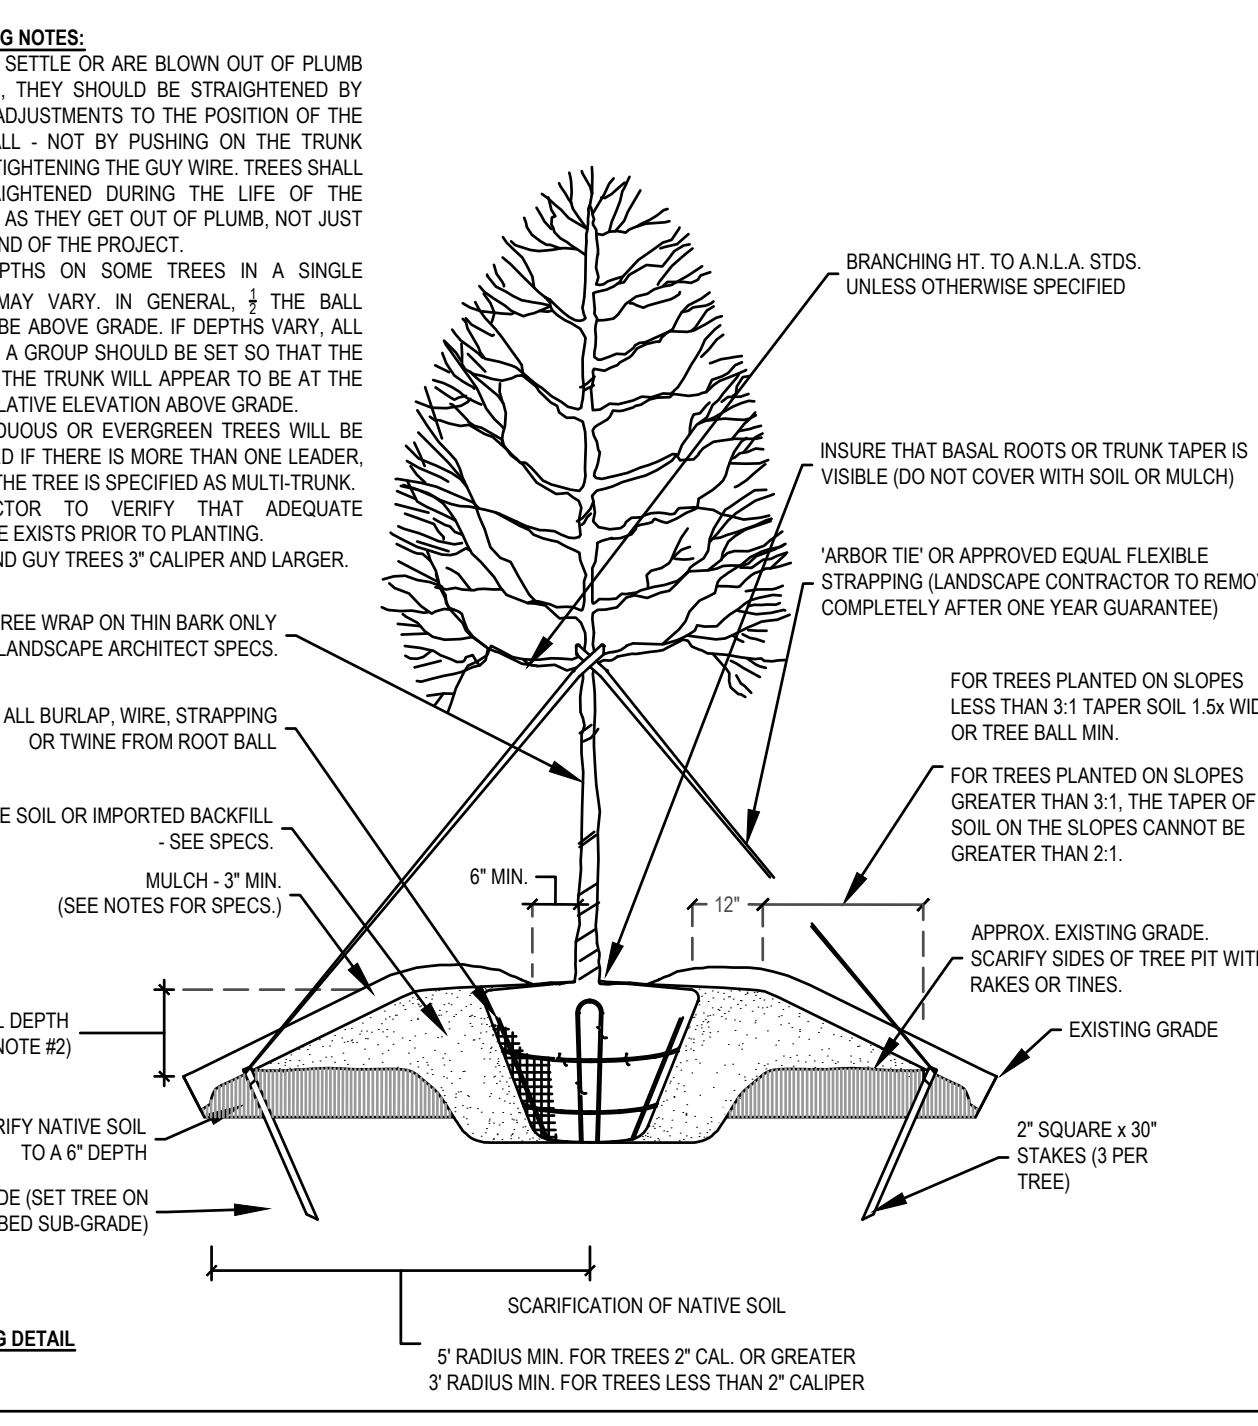 G NOTES:
SETTLE OR ARE BLOWN OUT OF PLUMB
, THEY SHOULD BE STRAIGHTENED BY
ADJUSTMENTS TO THE POSITION OF THE
ALL - NOT BY PUSHING ON THE TRUNK
TIGHTENING THE GUY WIRE. TREES SHALL
AIGHTENED DURING THE LIFE OF THE
AS THEY GET OUT OF PLUMB, NOT JUST
ND OF THE PROJECT.
PTHS ON SOME TREES IN A SINGLE
MAY VARY. IN GENERAL, ½ THE BALL
BE ABOVE GRADE. IF DEPTHS VARY, ALL
A GROUP SHOULD BE SET SO THAT THE
THE TRUNK WILL APPEAR TO BE AT THE
LATIVE ELEVATION ABOVE GRADE.
DUOUS OR EVERGREEN TREES WILL BE
ED IF THERE IS MORE THAN ONE LEADER,
THE TREE IS SPECIFIED AS MULTI-TRUNK.
CTOR TO VERIFY THAT ADEQUATE
E EXISTS PRIOR TO PLANTING.
ND GUY TREES 3" CALIPER AND LARGER.
REE WRAP ON THIN BARK ONLY
LANDSCAPE ARCHITECT SPECS.
ALL BURLAP, WIRE, STRAPPING
OR TWINE FROM ROOT BALL
E SOIL OR IMPORTED BACKFILL
- SEE SPECS.
MULCH - 3" MIN.
(SEE NOTES FOR SPECS.)
L DEPTH
NOTE #2)
RIFY NATIVE SOIL
TO A 6" DEPTH
DE (SET TREE ON
BED SUB-GRADE)
G DETAIL
6" MIN.
12"
BRANCHING HT. TO A.N.L.A. STDS.
UNLESS OTHERWISE SPECIFIED
INSURE THAT BASAL ROOTS OR TRUNK TAPER IS
VISIBLE (DO NOT COVER WITH SOIL OR MULCH)
'ARBOR TIE' OR APPROVED EQUAL FLEXIBLE
STRAPPING (LANDSCAPE CONTRACTOR TO REMO
COMPLETELY AFTER ONE YEAR GUARANTEE)
FOR TREES PLANTED ON SLOPES
LESS THAN 3:1 TAPER SOIL 1.5x WID
OR TREE BALL MIN.
FOR TREES PLANTED ON SLOPES
GREATER THAN 3:1, THE TAPER OF
SOIL ON THE SLOPES CANNOT BE
GREATER THAN 2:1.
APPROX. EXISTING GRADE.
SCARIFY SIDES OF TREE PIT WIT
RAKES OR TINES.
EXISTING GRADE
2" SQUARE x 30"
STAKES (3 PER
TREE)
SCARIFICATION OF NATIVE SOIL
5' RADIUS MIN. FOR TREES 2" CAL. OR GREATER
3' RADIUS MIN. FOR TREES LESS THAN 2" CALIPER